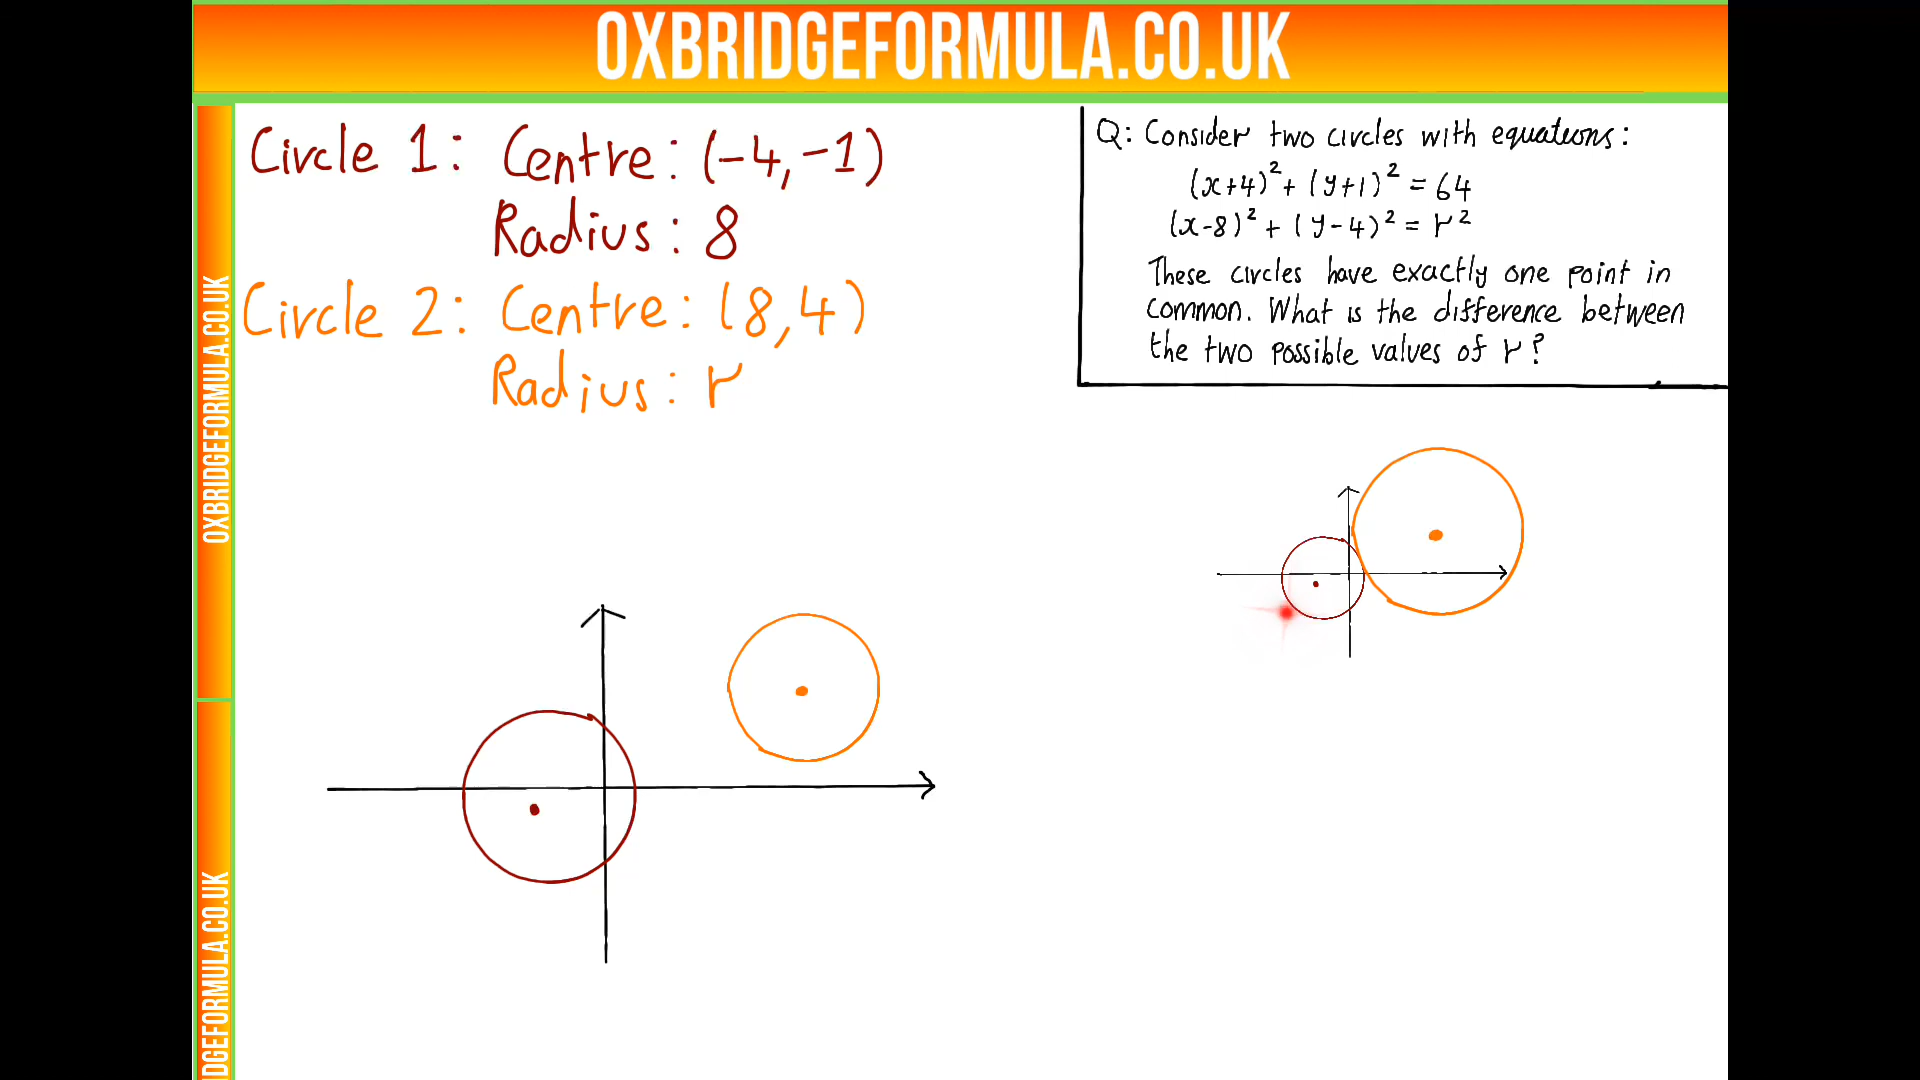 OXBRIDGEFORMULA.CO.UK
OXBRIDGEFORMULA.CO.UK
DGEFORMULA.CO.UK
Circle 1: Centre: (-4,-1)
Radius: 8
Circle 2: Centre: (8,4)
Radius: r
Q: Consider two circles with equations:
(x+4)²+(y+1)²=64
(x-8)²+(y-4)²=r²
These circles have exactly one point in
common. What is the difference between
the two possible values of r?